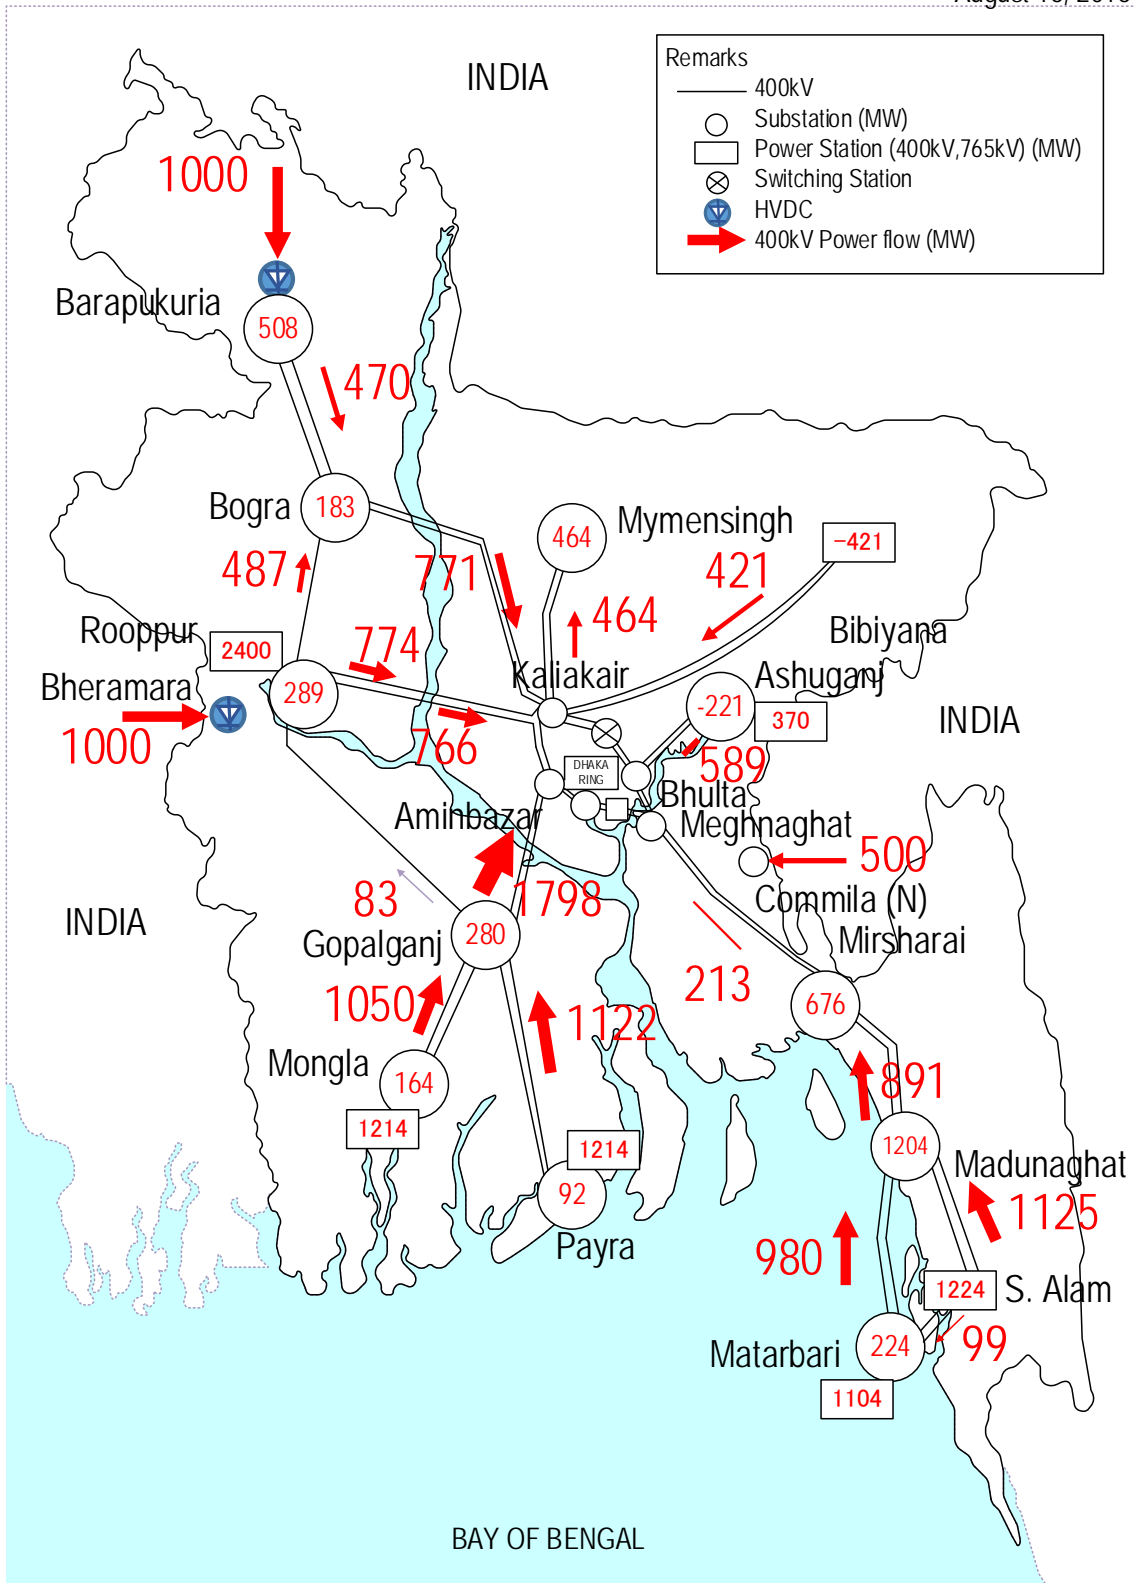 INDIA
Remarks
400kV
Substation (MW)
Power Station (400kV,765kV) (MW)
Switching Station
HVDC
400kV Power flow (MW)
1000
Barapukuria
508
470
Bogra
183
464
Mymensingh
-421
487
771
421
464
Rooppur
2400
774
Bibiyana
Kaliakair
Ashuganj
Bheramara
289
-221
370
INDIA
1000
766
589
DHAKA
RING
Bhulta
Aminbazar
Meghnaghat
500
83
1798
Commila (N)
INDIA
Gopalganj
280
Mirsharai
213
1050
1122
676
Mongla
164
891
1214
1214
1204
Madunaghat
92
1125
Payra
980
1224
S. Alam
Matarbari
224
99
1104
BAY OF BENGAL